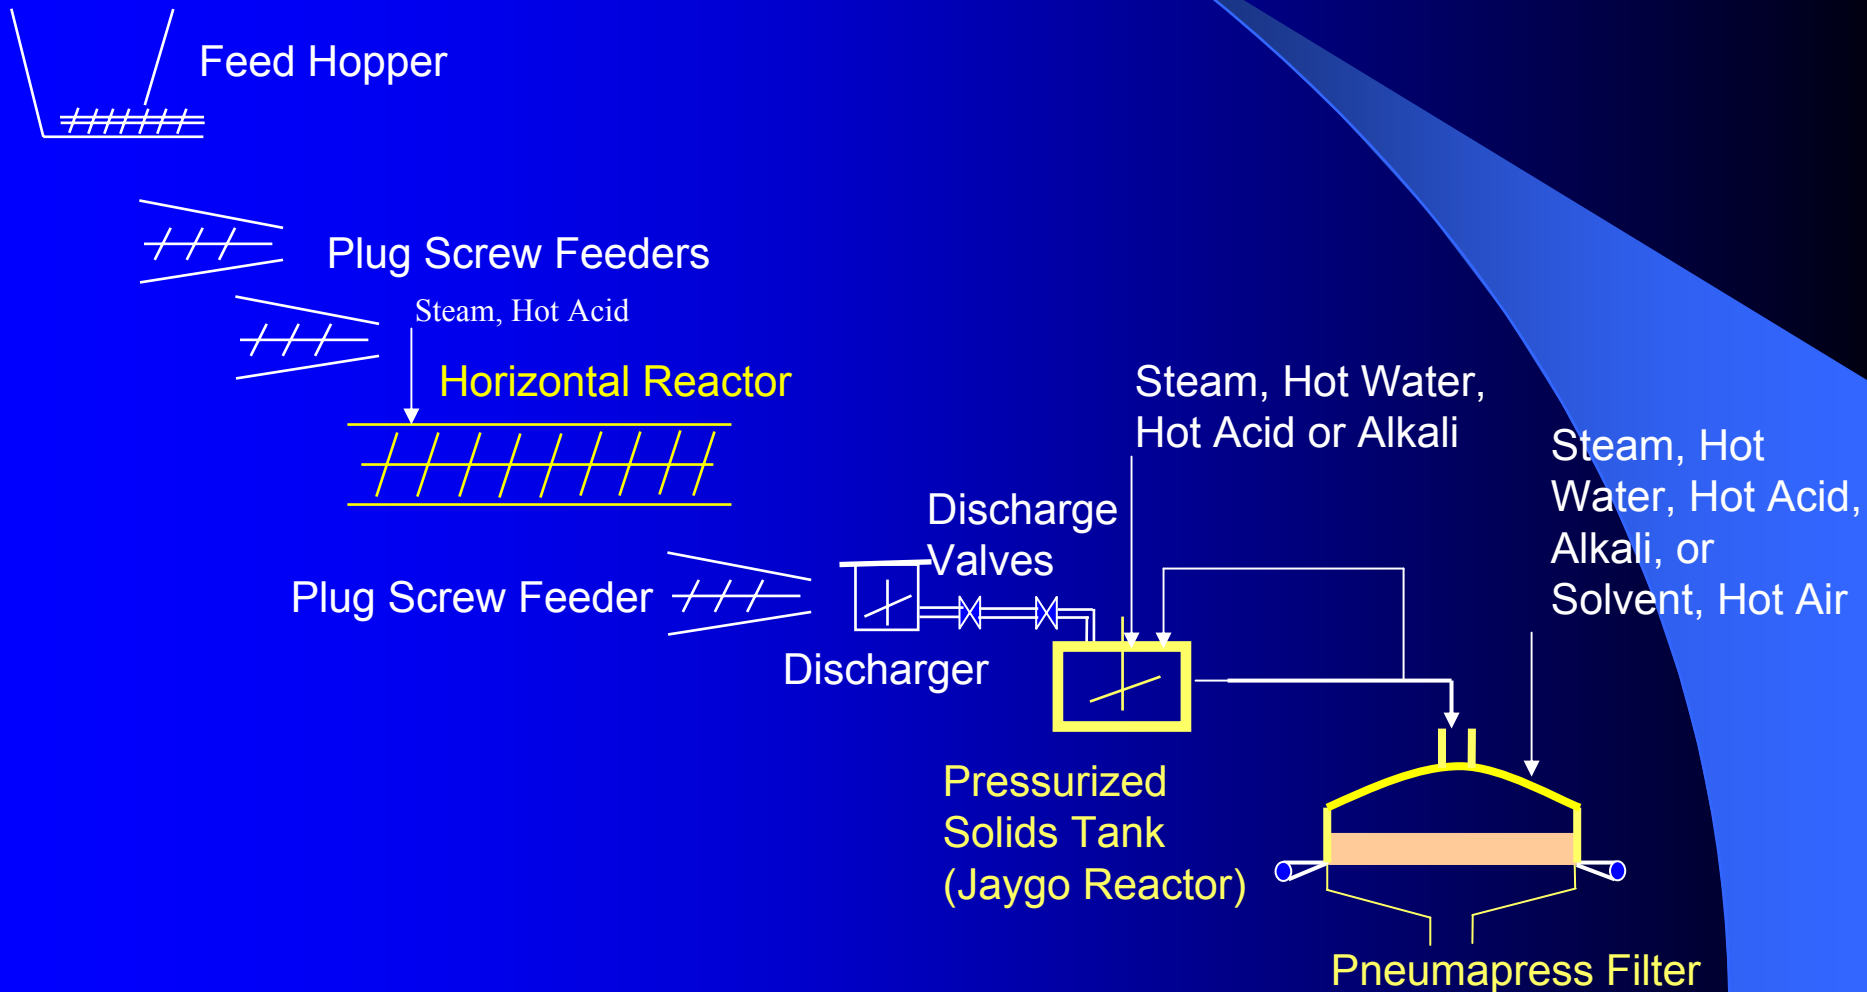 Feed Hopper
Plug Screw Feeders
Steam, Hot Acid
Horizontal Reactor
Steam, Hot Water,
Hot Acid or Alkali
Steam, Hot
Water, Hot Acid,
Alkali, or
Solvent, Hot Air
Discharge
Valves
Plug Screw Feeder
Discharger
Pressurized
Solids Tank
(Jaygo Reactor)
Pneumapress Filter